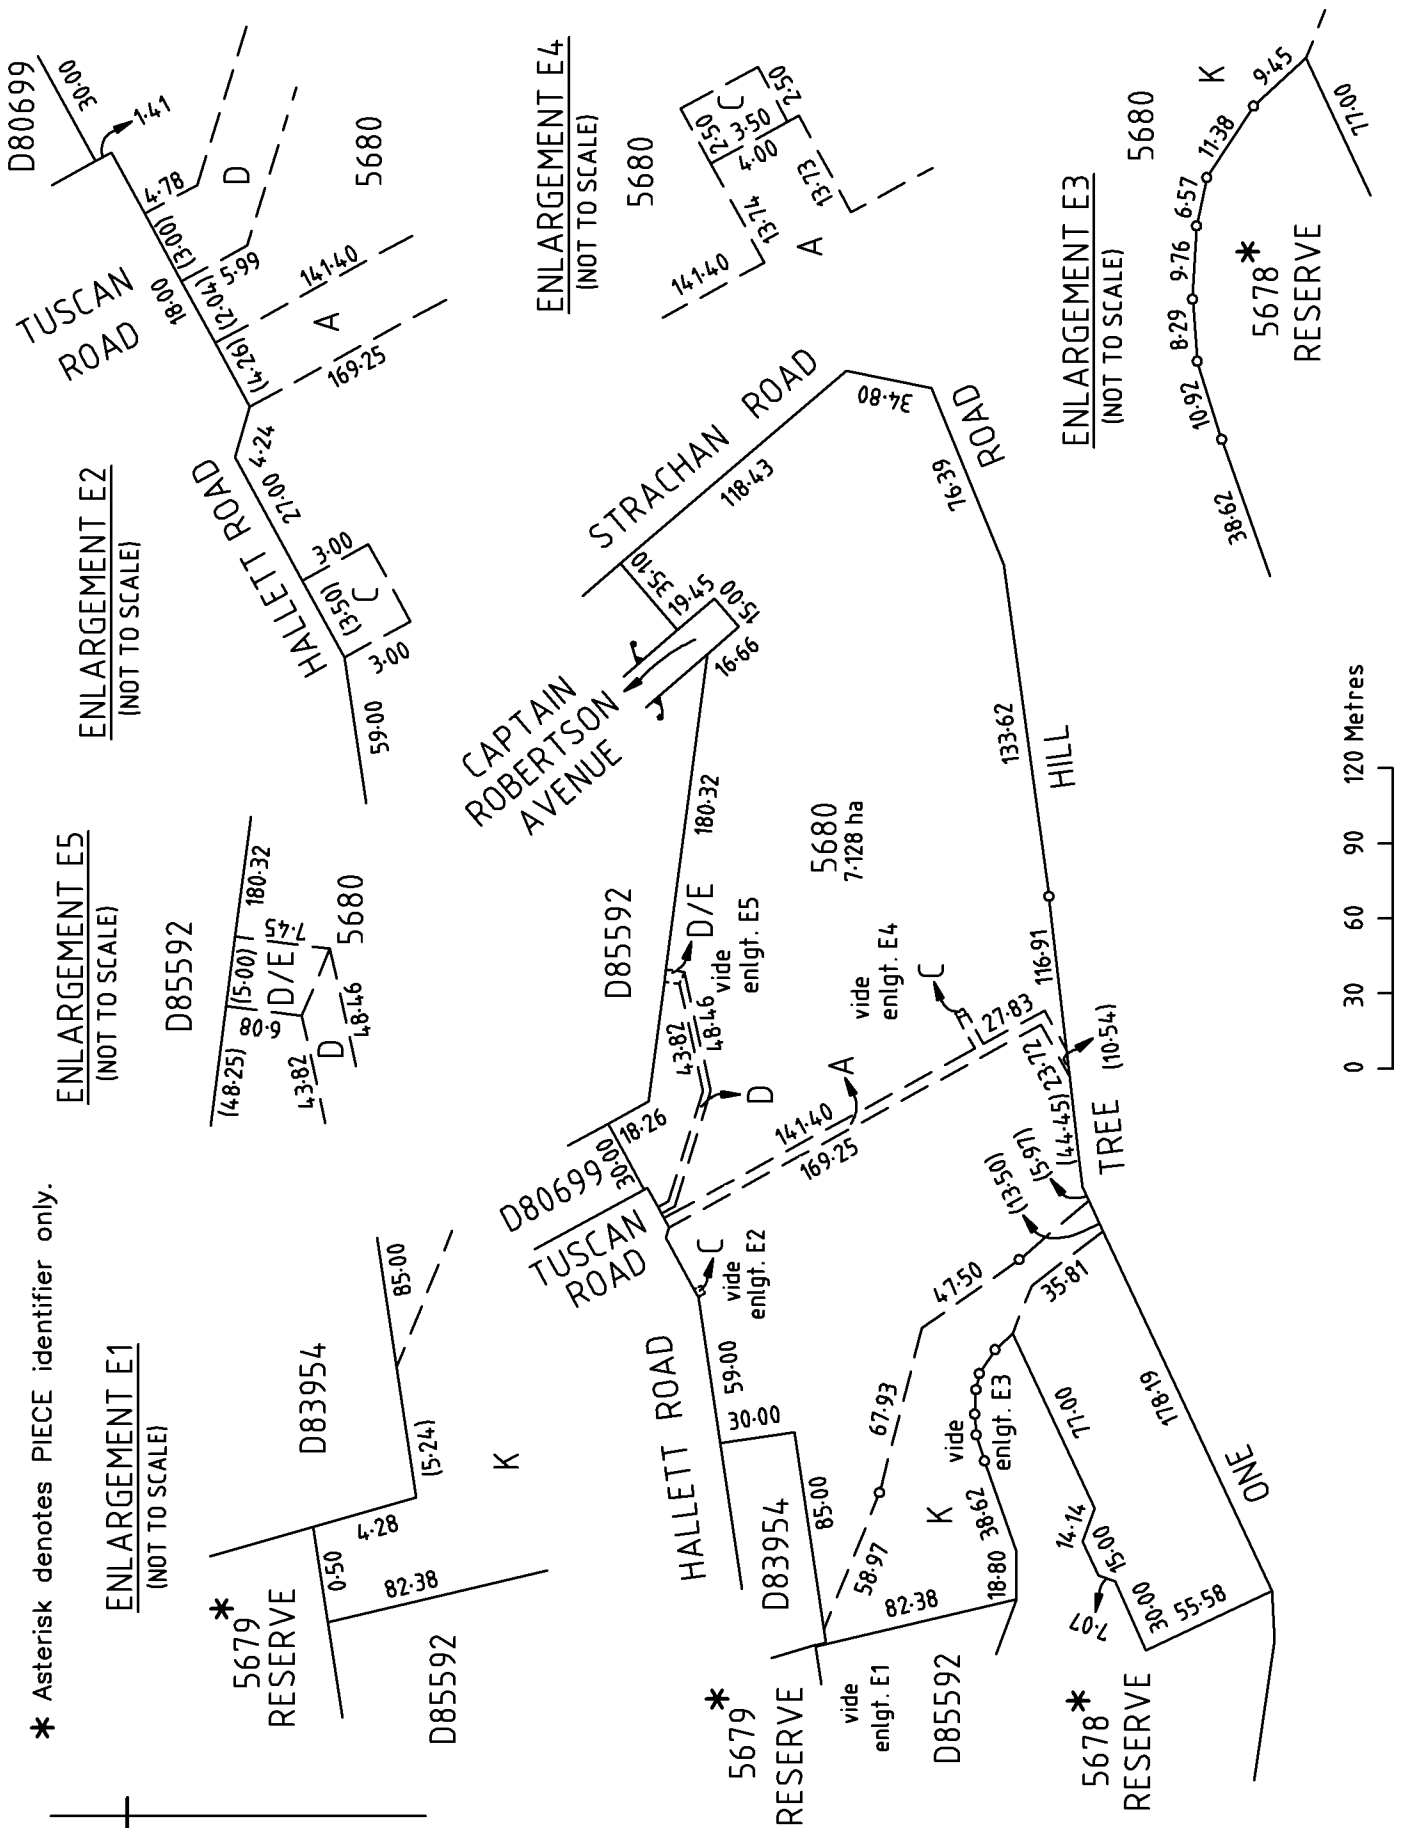 * Asterisk denotes PIECE identifier only.
ENLARGEMENT E1
(NOT TO SCALE)
5679*
RESERVE
D83954
D85592
0·50
4·28
82·38
(5·24)
85·00
K
ENLARGEMENT E5
(NOT TO SCALE)
D85592
(48·25)
(5·00)
180·32
6·08
D/E
7·45
43·82
D
48·46
5680
ENLARGEMENT E2
(NOT TO SCALE)
D80699
TUSCAN
ROAD
HALLETT ROAD
59·00
3·00
(3·50)
C
3·00
27·00
4·24
(4·26)
(2·04)
(3·00)
18·00
4·78
5·99
1·41
30·00
169·25
A
141·40
D
5680
ENLARGEMENT E4
(NOT TO SCALE)
5680
141·40
13·74
2·50
C
3·50
4·00
2·50
13·73
A
ENLARGEMENT E3
(NOT TO SCALE)
5680
K
38·62
10·92
8·29
9·76
6·57
11·38
9·45
77·00
5678*
RESERVE
D80699
30·00
18·26
TUSCAN
ROAD
D85592
180·32
CAPTAIN
ROBERTSON
AVENUE
16·66
15·00
19·45
35·10
STRACHAN ROAD
118·43
34·80
76·39
ROAD
133·62
HILL
116·91
5680
7·128 ha
D/E
vide
enlgt. E5
43·82
48·46
D
vide
enlgt. E4
C
27·83
23·72
(10·54)
A
141·40
169·25
(44·45)
(5·97)
(13·50)
TREE
C
vide
enlgt. E2
HALLETT ROAD
59·00
30·00
D83954
85·00
58·97
67·93
47·50
35·81
K
vide
enlgt. E3
82·38
18·80
38·62
77·00
14·14
15·00
7·07
30·00
55·58
178·19
ONE
5679*
RESERVE
vide
enlgt. E1
D85592
5678*
RESERVE
0 30 60 90 120 Metres